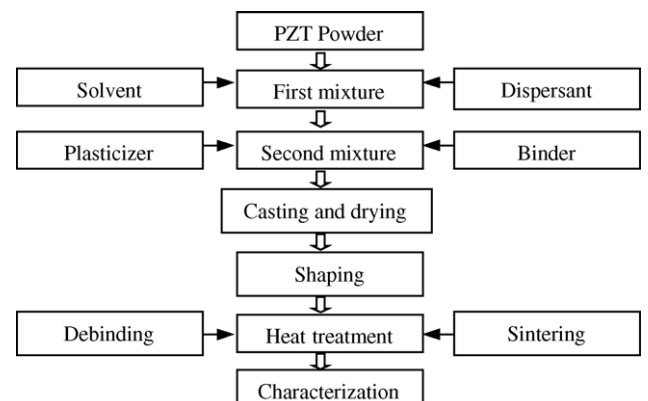 PZT Powder
Solvent
First mixture
Dispersant
Plasticizer
Second mixture
Binder
Casting and drying
Shaping
Debinding
Heat treatment
Sintering
Characterization